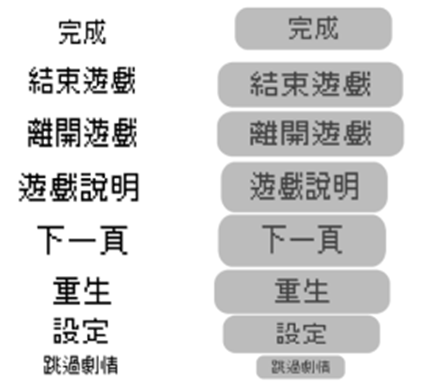 完成 完成
結束遊戲 結束遊戲
離開遊戲 離開遊戲
遊戲說明 遊戲說明
下一頁 下一頁
重生 重生
設定 設定
跳過劇情 跳過劇情